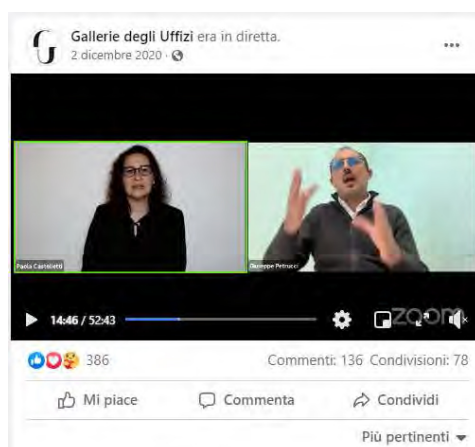 Gallerie degli Uffizi era in diretta.
2 dicembre 2020 ·
Paola Castelletti
Giuseppe Petrucci
14:46 / 52:43
zoom
386
Commenti: 136 Condivisioni: 78
Mi piace
Commenta
Condividi
Più pertinenti